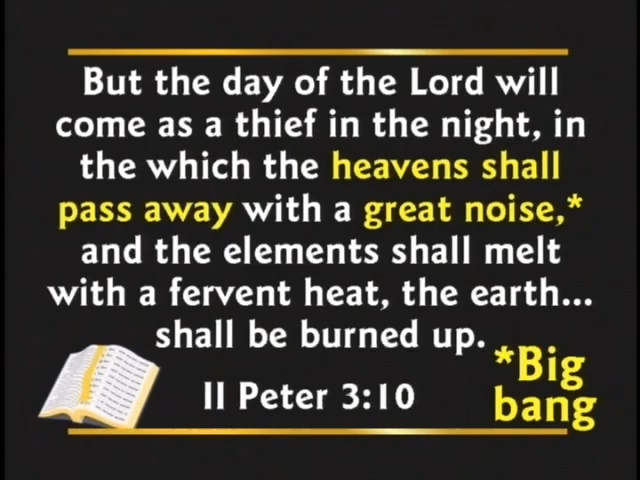 But the day of the Lord will
come as a thief in the night, in
the which the heavens shall
pass away with a great noise,*
and the elements shall melt
with a fervent heat, the earth...
shall be burned up.
II Peter 3:10
*Big
bang